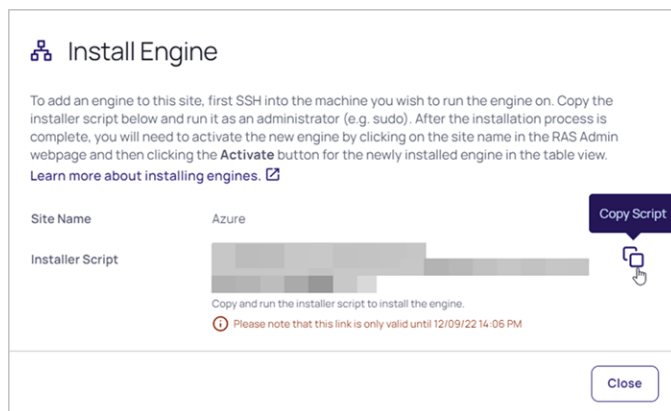 Install Engine
To add an engine to this site, first SSH into the machine you wish to run the engine on. Copy the
installer script below and run it as an administrator (e.g. sudo). After the installation process is
complete, you will need to activate the new engine by clicking on the site name in the RAS Admin
webpage and then clicking the Activate button for the newly installed engine in the table view.
Learn more about installing engines.
Copy Script
Site Name Azure
Installer Script
Copy and run the installer script to install the engine.
Please note that this link is only valid until 12/09/22 14:06 PM
Close